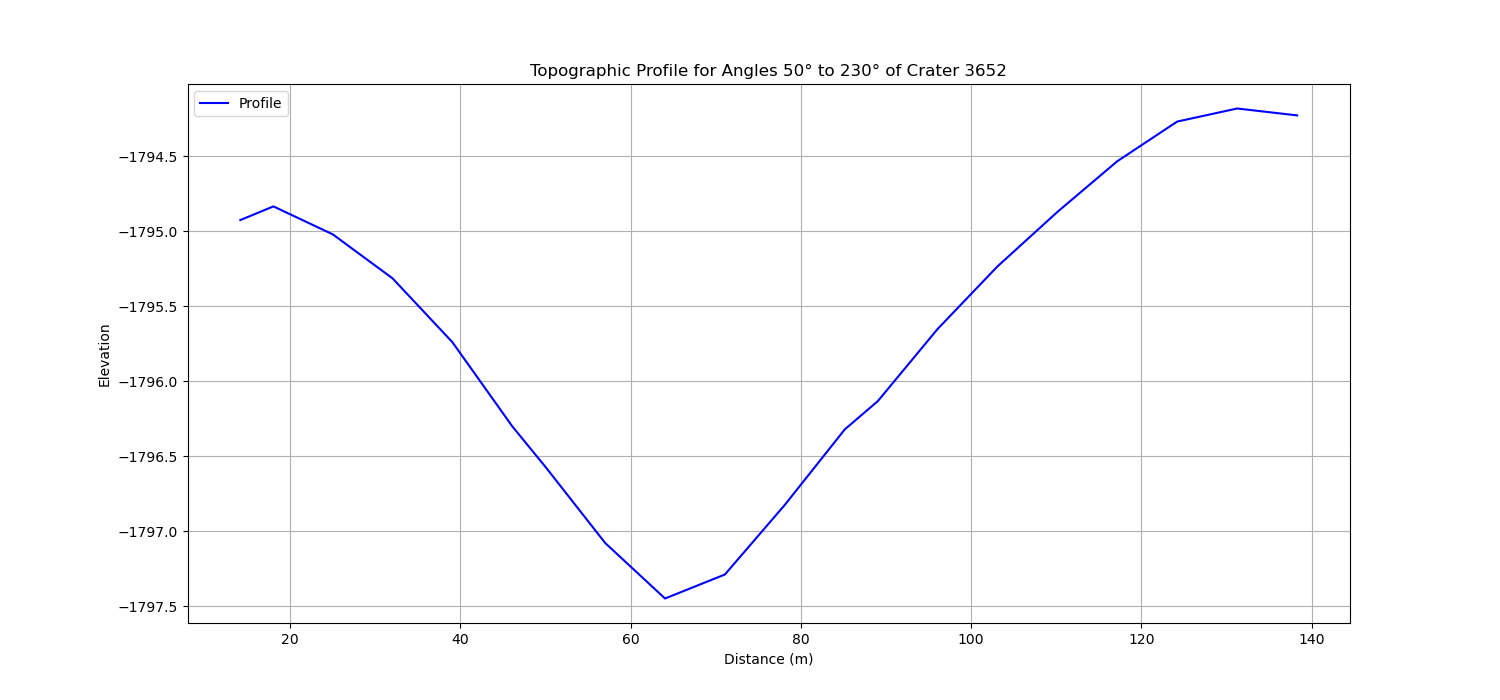 Topographic Profile for Angles 50° to 230° of Crater 3652
Profile
Elevation
−1794.5
−1795.0
−1795.5
−1796.0
−1796.5
−1797.0
−1797.5
20 40 60 80 100 120 140
Distance (m)